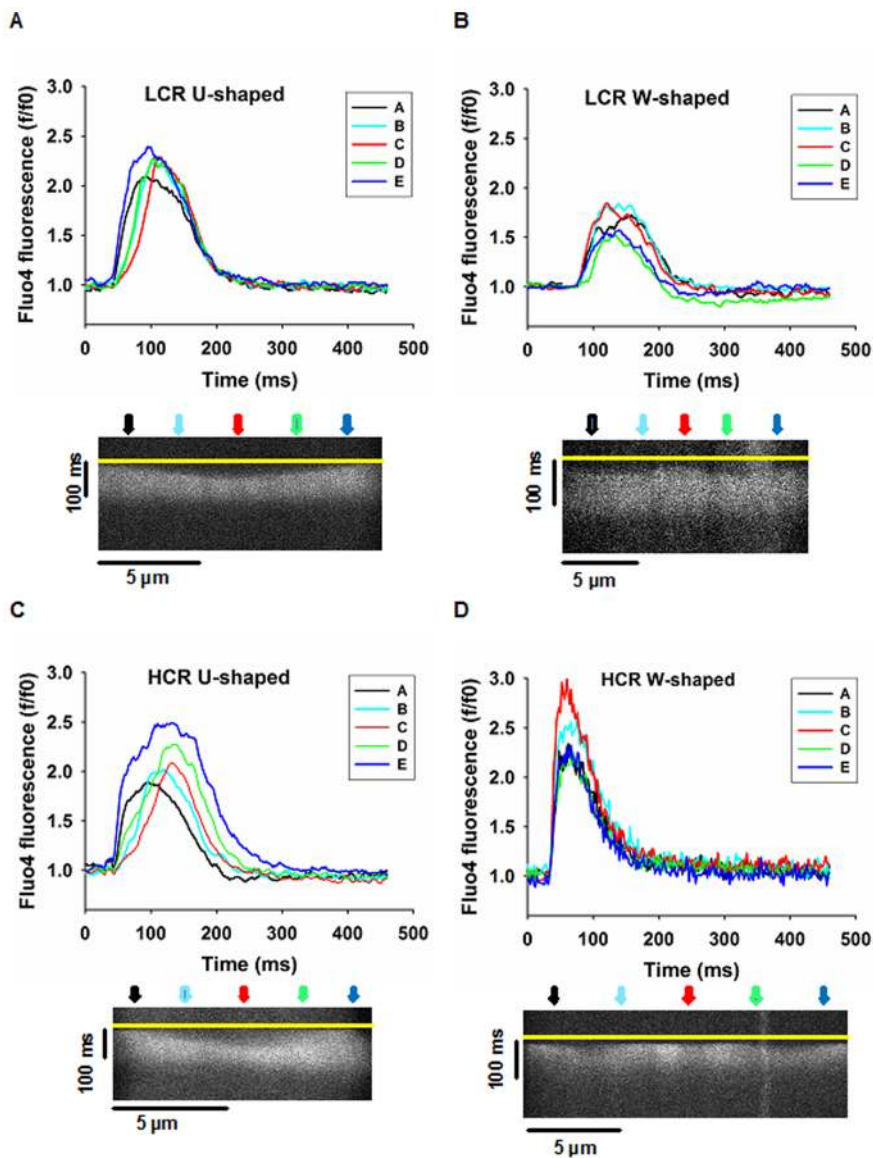 A
LCR U-shaped
Fluo4 fluorescence (f/f0)
3.0
2.5
2.0
1.5
1.0
0 100 200 300 400 500
Time (ms)
A
B
C
D
E
100 ms
5 µm
B
LCR W-shaped
Fluo4 fluorescence (f/f0)
3.0
2.5
2.0
1.5
1.0
0 100 200 300 400 500
Time (ms)
A
B
C
D
E
100 ms
5 µm
C
HCR U-shaped
Fluo4 fluorescence (f/f0)
3.0
2.5
2.0
1.5
1.0
0 100 200 300 400 500
Time (ms)
A
B
C
D
E
100 ms
5 µm
D
HCR W-shaped
Fluo4 fluorescence (f/f0)
3.0
2.5
2.0
1.5
1.0
0 100 200 300 400 500
Time (ms)
A
B
C
D
E
100 ms
5 µm